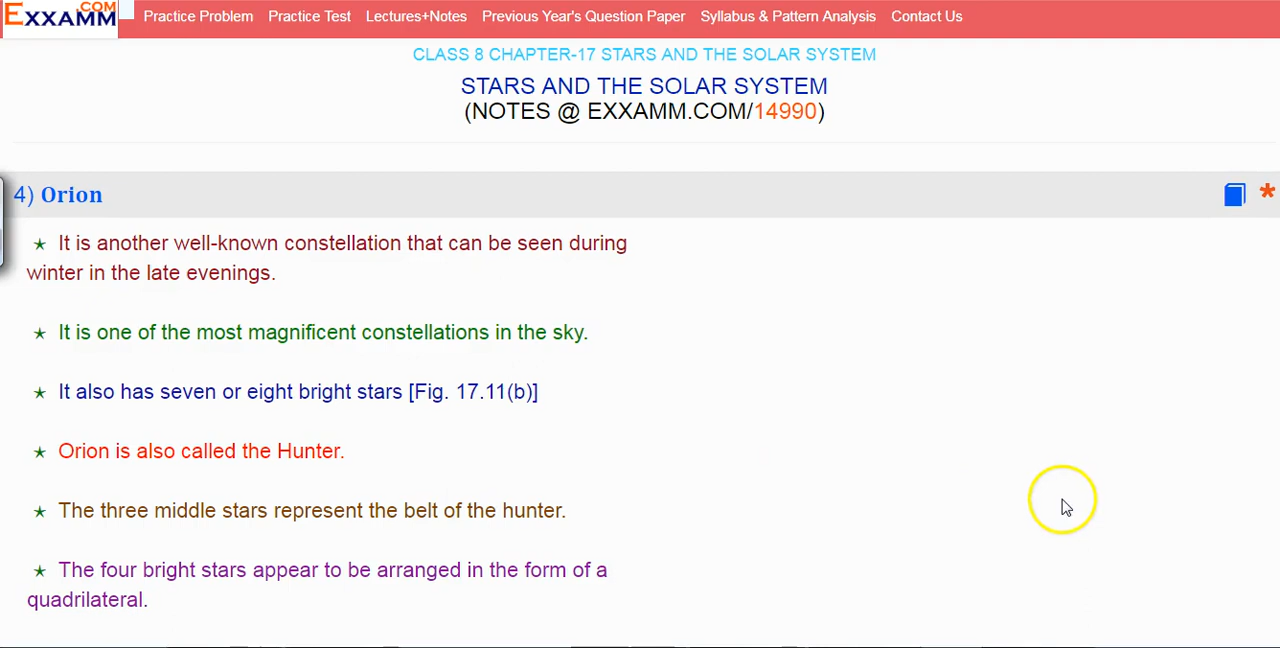 EXXAMM.COM
Practice Problem Practice Test Lectures+Notes Previous Year's Question Paper Syllabus & Pattern Analysis Contact Us
CLASS 8 CHAPTER-17 STARS AND THE SOLAR SYSTEM
STARS AND THE SOLAR SYSTEM
(NOTES @ EXXAMM.COM/14990)
4) Orion *
★ It is another well-known constellation that can be seen during
winter in the late evenings.
★ It is one of the most magnificent constellations in the sky.
★ It also has seven or eight bright stars [Fig. 17.11(b)]
★ Orion is also called the Hunter.
★ The three middle stars represent the belt of the hunter.
★ The four bright stars appear to be arranged in the form of a
quadrilateral.